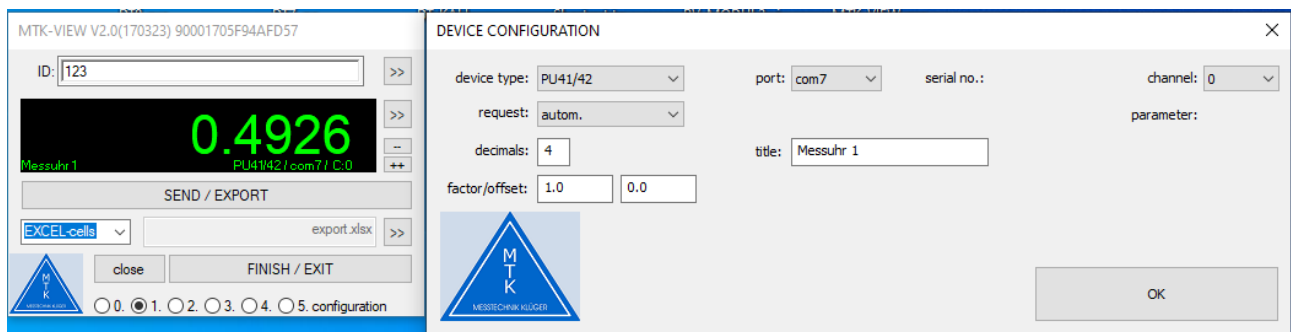 MTK-VIEW V2.0(170323) 90001705F94AFD57
ID: 123 >>
0.4926 >>
--
Messuhr 1 PU41/42 / com7 / C:0 ++
SEND / EXPORT
EXCEL-cells export.xlsx >>
close FINISH / EXIT
M
T
K
MESSTECHNIK KLÜGER
0. 1. 2. 3. 4. 5. configuration
DEVICE CONFIGURATION
device type: PU41/42 port: com7 serial no.: channel: 0
request: autom. parameter:
decimals: 4 title: Messuhr 1
factor/offset: 1.0 0.0
M
T
K
MESSTECHNIK KLÜGER
OK